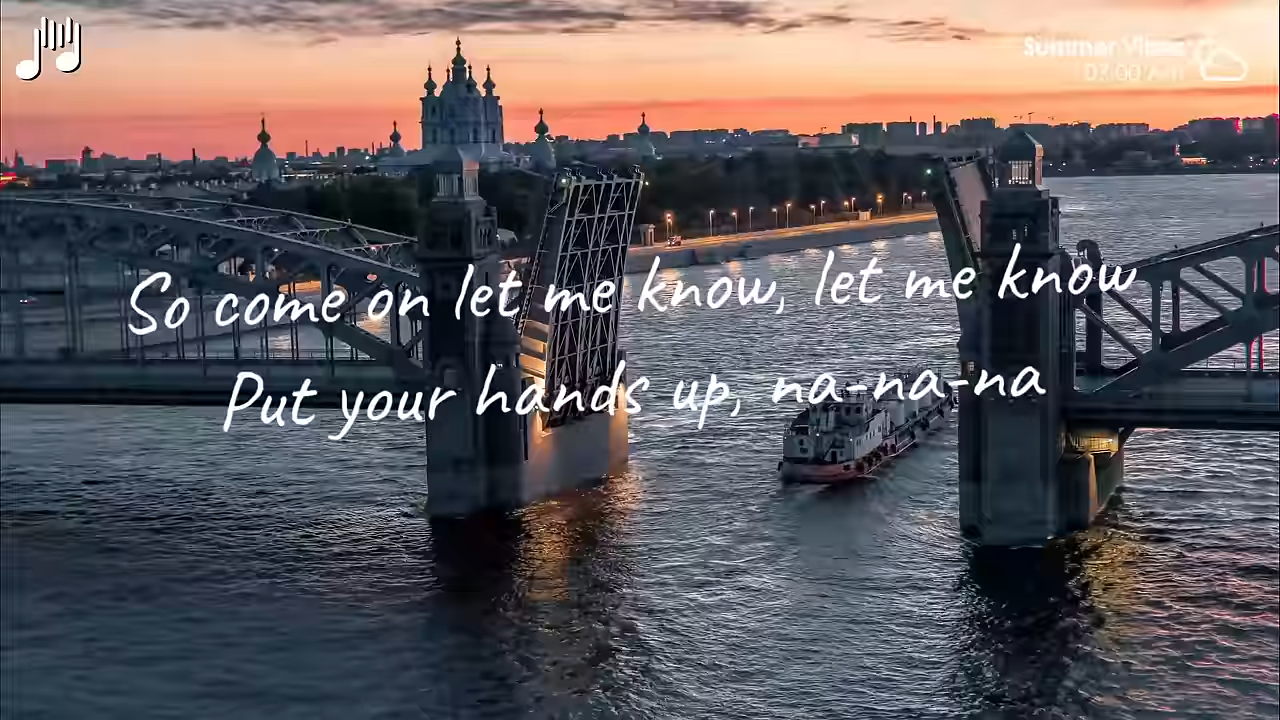 Summer Vibes
07:00 AM
So come on let me know, let me know
Put your hands up, na-na-na